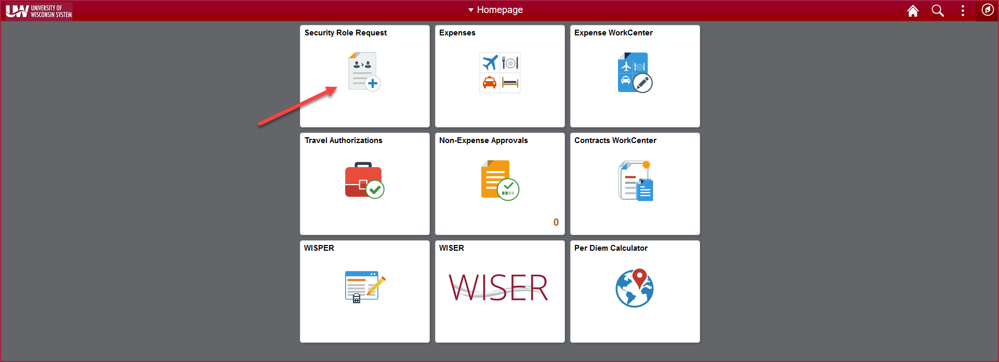 UW UNIVERSITY OF
WISCONSIN SYSTEM
Homepage
Security Role Request
Expenses
Expense WorkCenter
Travel Authorizations
Non-Expense Approvals
0
Contracts WorkCenter
WISPER
WISER
WISER
Per Diem Calculator